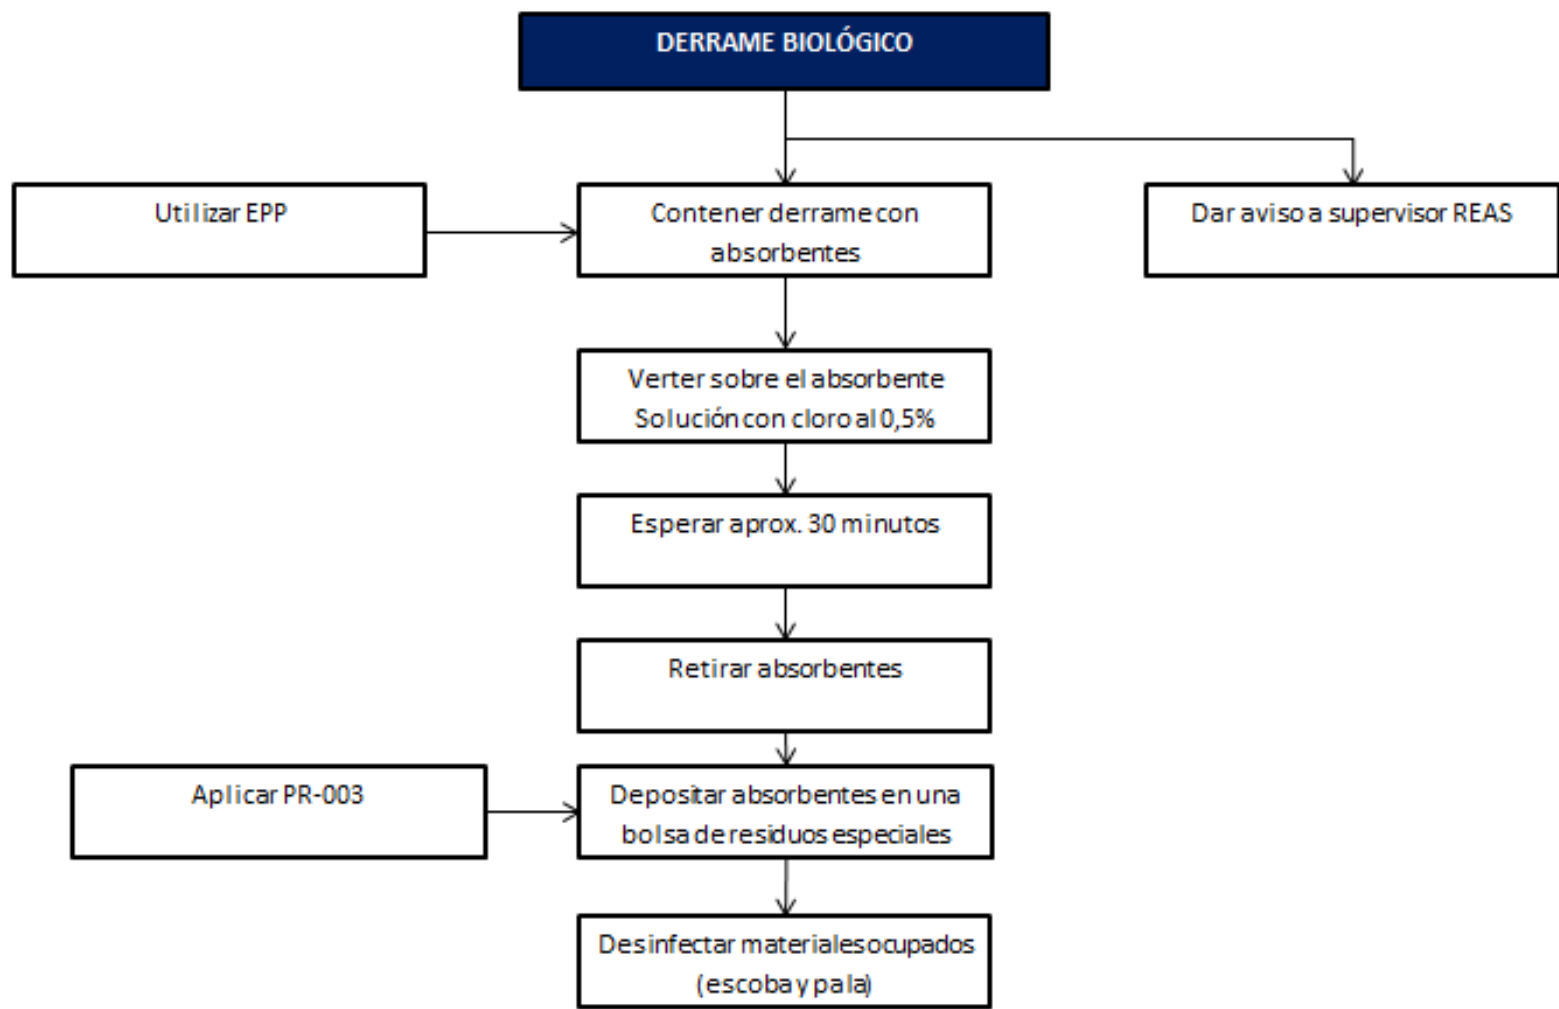 DERRAME BIOLÓGICO
Utilizar EPP
Contener derrame con
absorbentes
Dar aviso a supervisor REAS
Verter sobre el absorbente
Solución con cloro al 0,5%
Esperar aprox. 30 minutos
Retirar absorbentes
Aplicar PR-003
Depositar absorbentes en una
bolsa de residuos especiales
Desinfectar materiales ocupados
(escoba y pala)